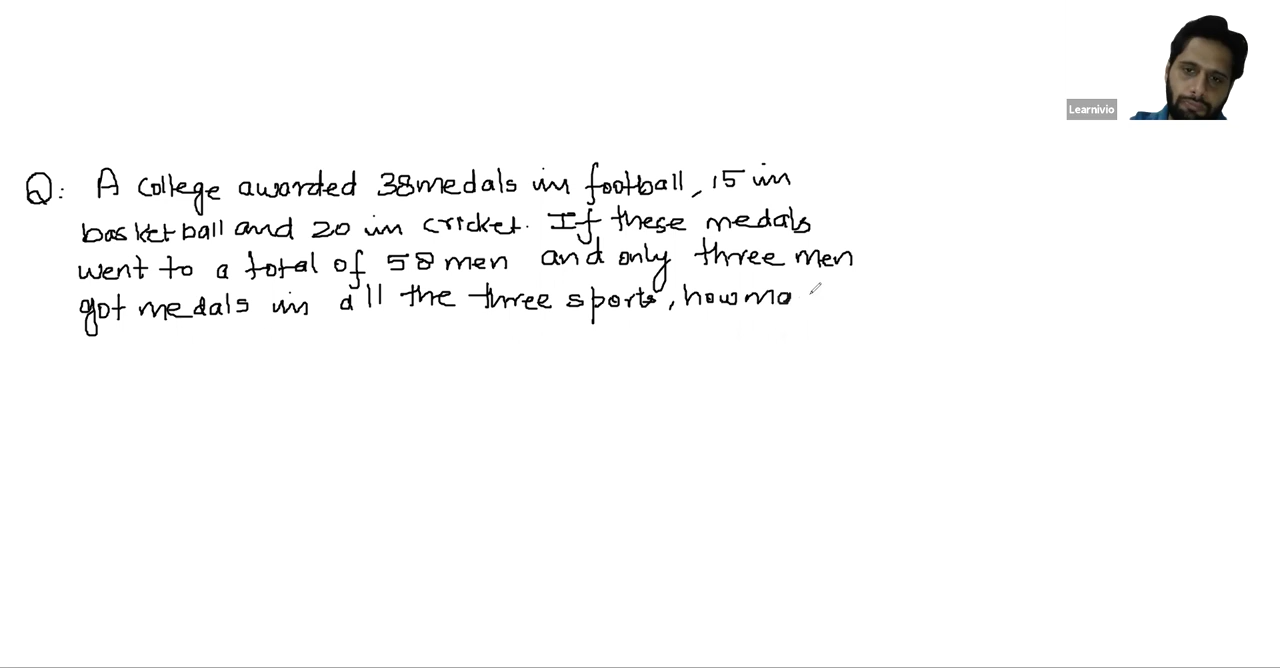 Learnivio
Q: A college awarded 38 medals in football, 15 in
basketball and 20 in cricket. If these medals
went to a total of 58 men and only three men
got medals in all the three sports, how ma